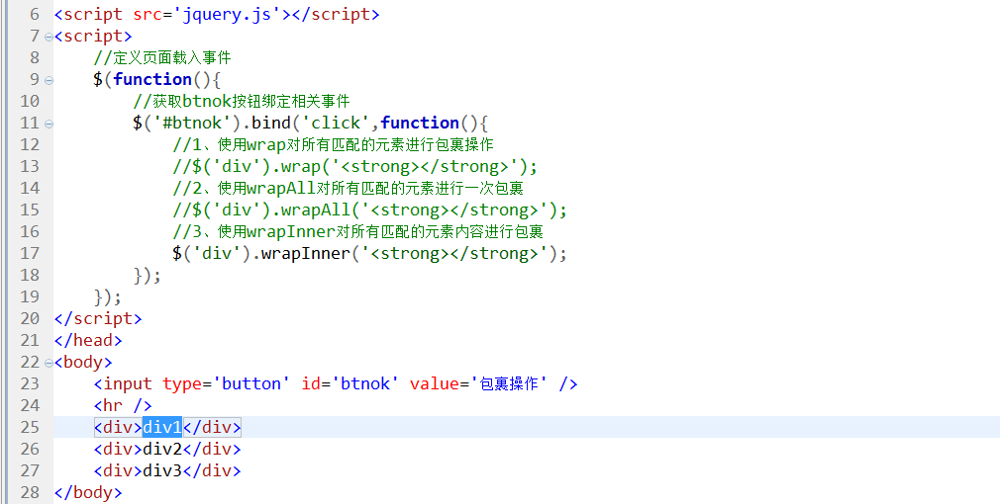 6 <script src='jquery.js'></script>
7 <script>
8 //定义页面载入事件
9 $(function(){
10 //获取btnok按钮绑定相关事件
11 $('#btnok').bind('click',function(){
12 //1、使用wrap对所有匹配的元素进行包裹操作
13 //$('div').wrap('<strong></strong>');
14 //2、使用wrapAll对所有匹配的元素进行一次包裹
15 //$('div').wrapAll('<strong></strong>');
16 //3、使用wrapInner对所有匹配的元素内容进行包裹
17 $('div').wrapInner('<strong></strong>');
18 });
19 });
20 </script>
21 </head>
22 <body>
23 <input type='button' id='btnok' value='包裹操作' />
24 <hr />
25 <div>div1</div>
26 <div>div2</div>
27 <div>div3</div>
28 </body>